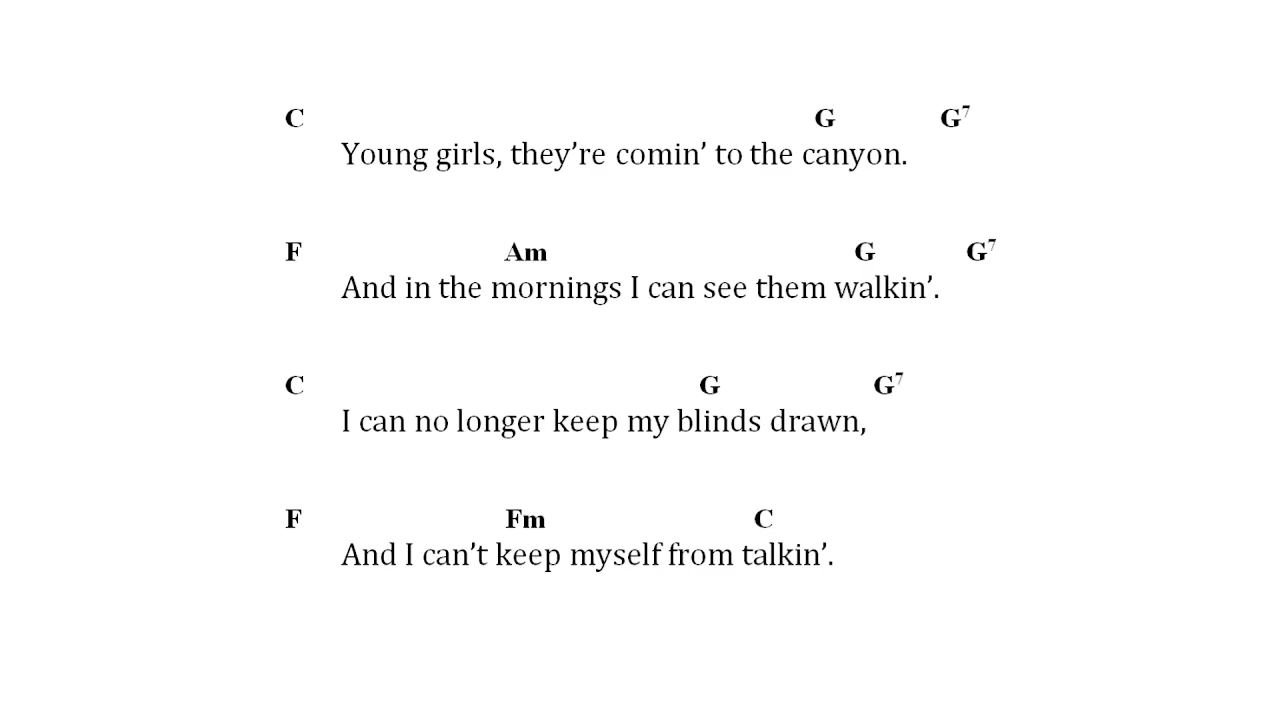 C G G⁷
Young girls, they’re comin’ to the canyon.
F Am G G⁷
And in the mornings I can see them walkin’.
C G G⁷
I can no longer keep my blinds drawn,
F Fm C
And I can’t keep myself from talkin’.